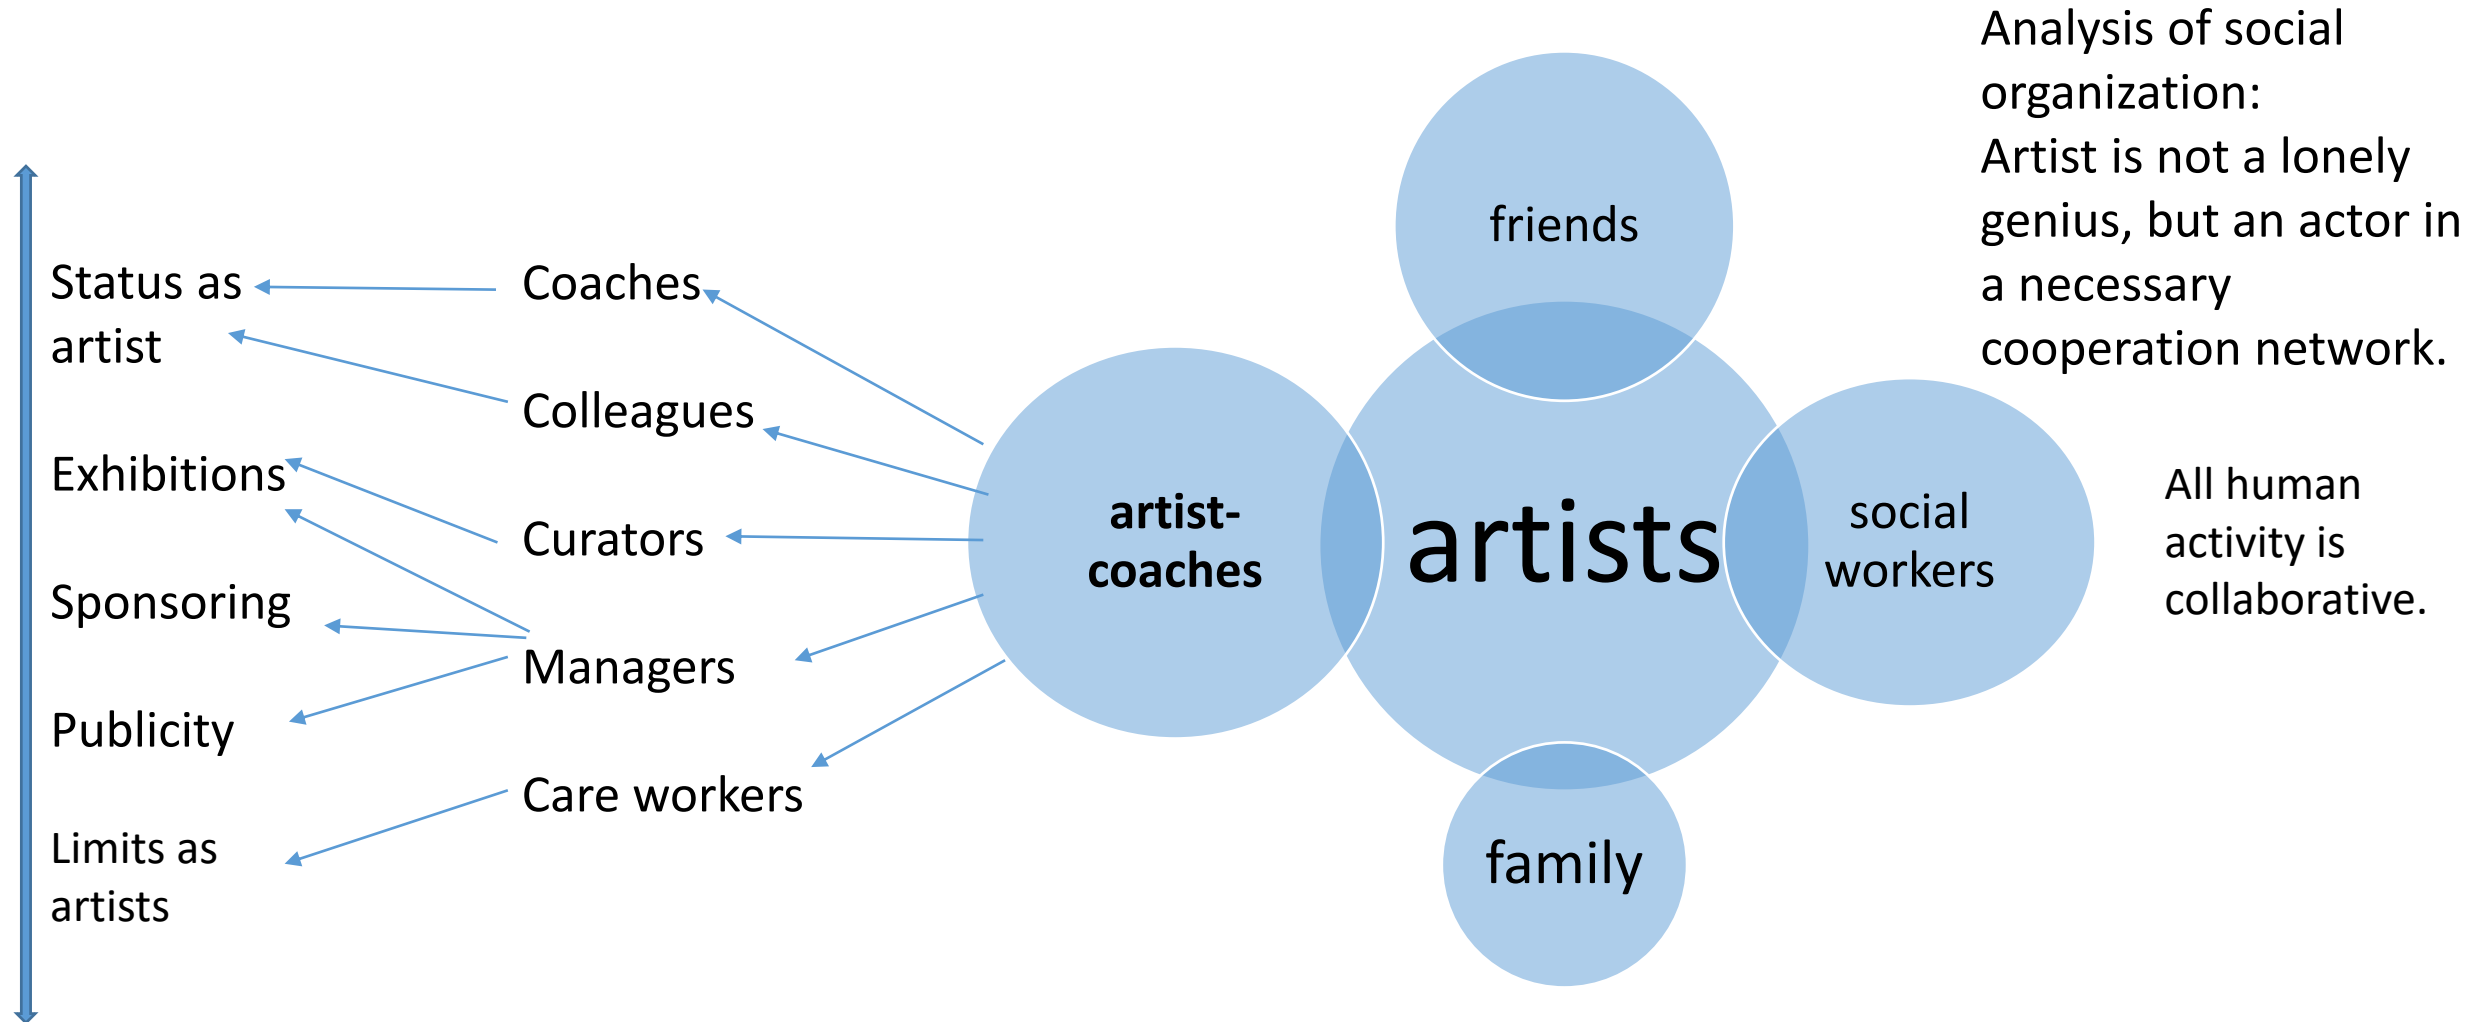 Analysis of social
organization:
Artist is not a lonely
genius, but an actor in
a necessary
cooperation network.
All human
activity is
collaborative.
friends
artists
social
workers
family
artist-
coaches
Coaches
Colleagues
Curators
Managers
Care workers
Status as
artist
Exhibitions
Sponsoring
Publicity
Limits as
artists